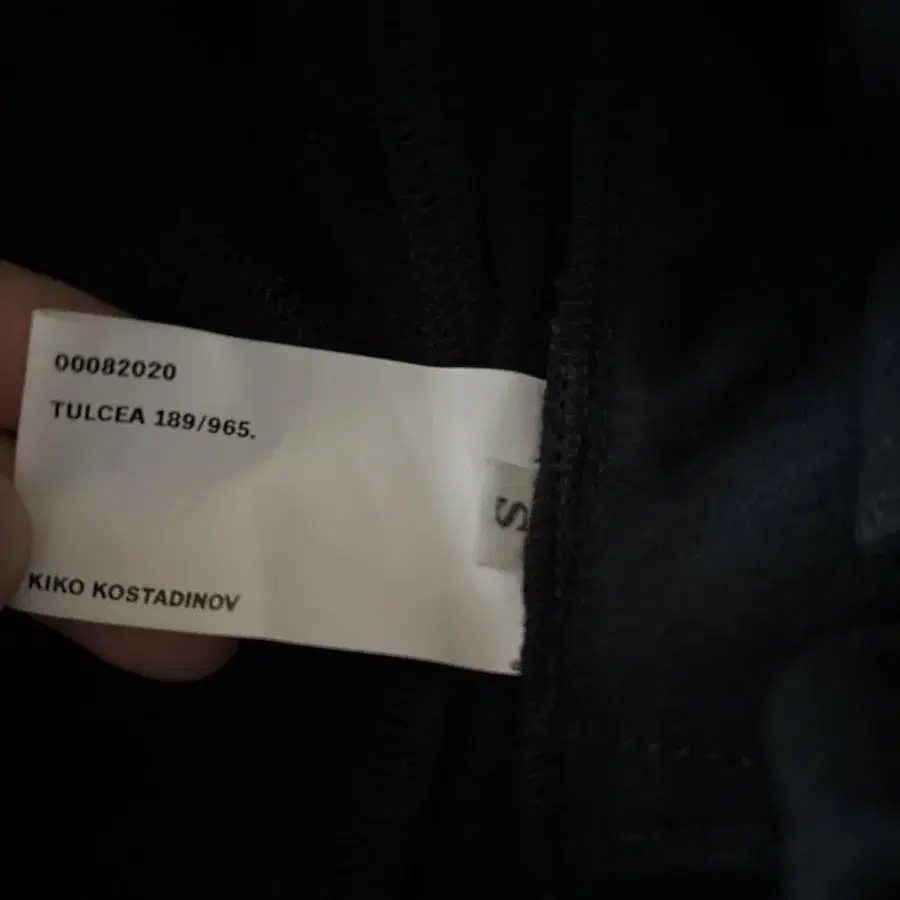 00082020
TULCEA 189/965.
S
KIKO KOSTADINOV